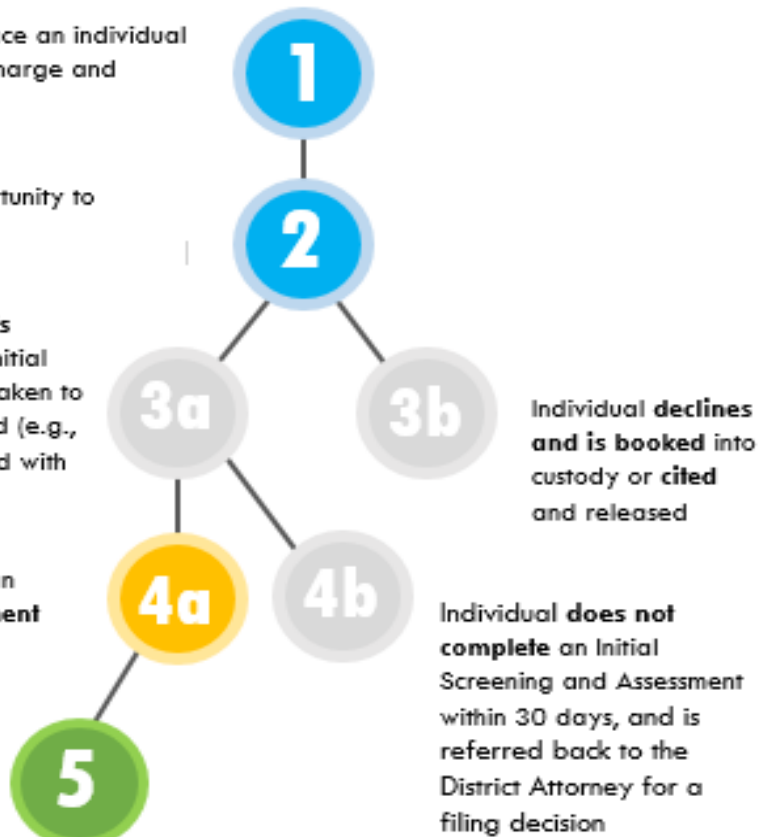 ce an individual
harge and
1
tunity to
2
s
nitial
aken to
d (e.g.,
d with
3a
3b
Individual declines
and is booked into
custody or cited
and released
n
ent
4a
4b
Individual does not
complete an Initial
Screening and Assessment
within 30 days, and is
referred back to the
District Attorney for a
filing decision
5